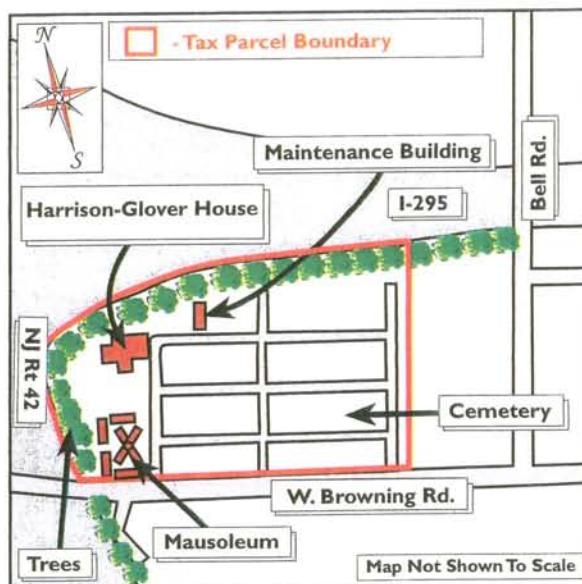 N
S
- Tax Parcel Boundary
Maintenance Building
Harrison-Glover House
I-295
Bell Rd.
NJ Rt 42
Cemetery
W. Browning Rd.
Trees
Mausoleum
Map Not Shown To Scale